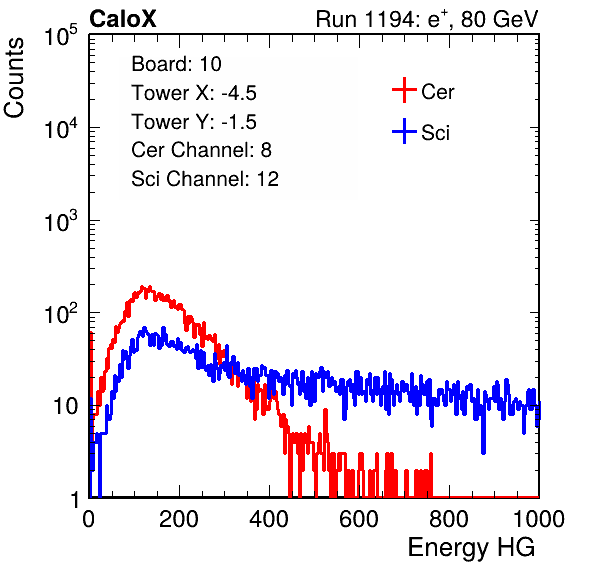 CaloX Run 1194: e⁺, 80 GeV
Counts
Board: 10
Tower X: -4.5
Tower Y: -1.5
Cer Channel: 8
Sci Channel: 12
Cer
Sci
10⁵
10⁴
10³
10²
10
1
0 200 400 600 800 1000
Energy HG